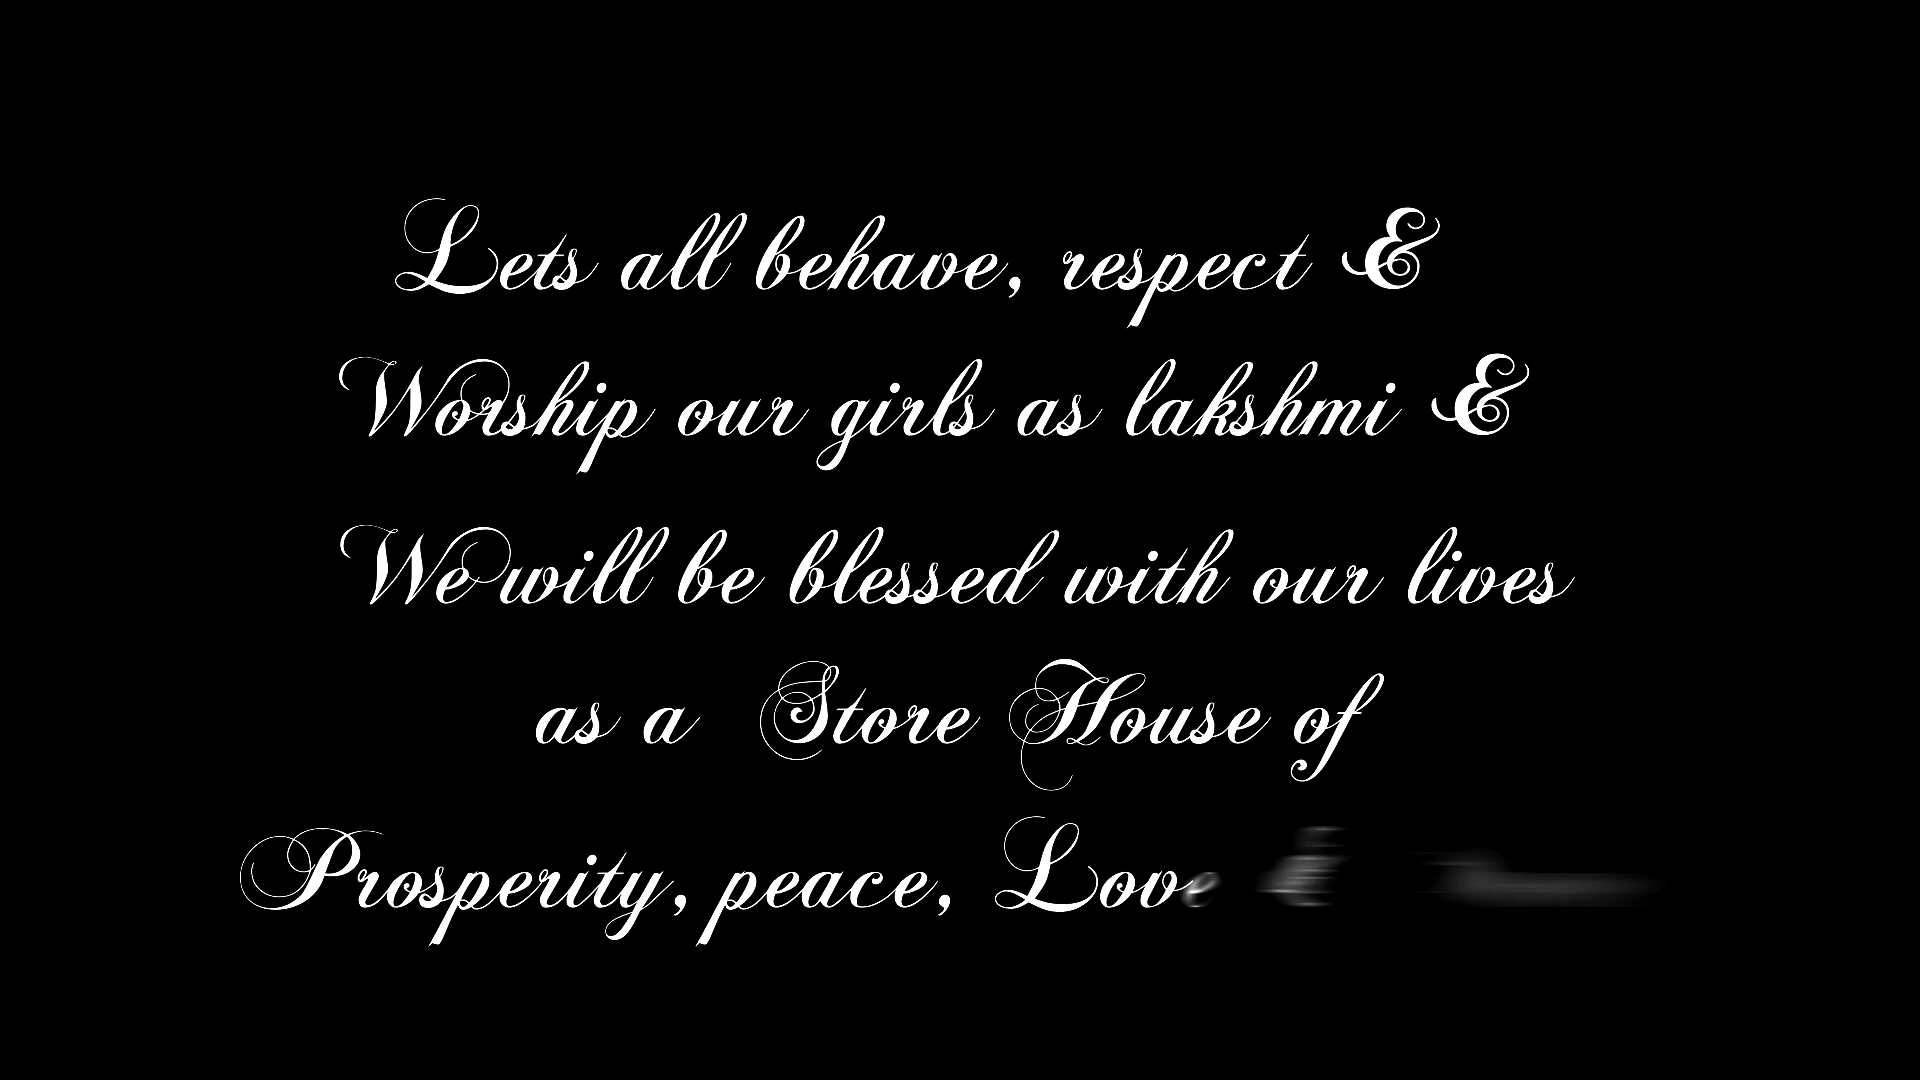 Lets all behave, respect &
Worship our girls as lakshmi &
We will be blessed with our lives
as a Store House of
Prosperity, peace, Love &